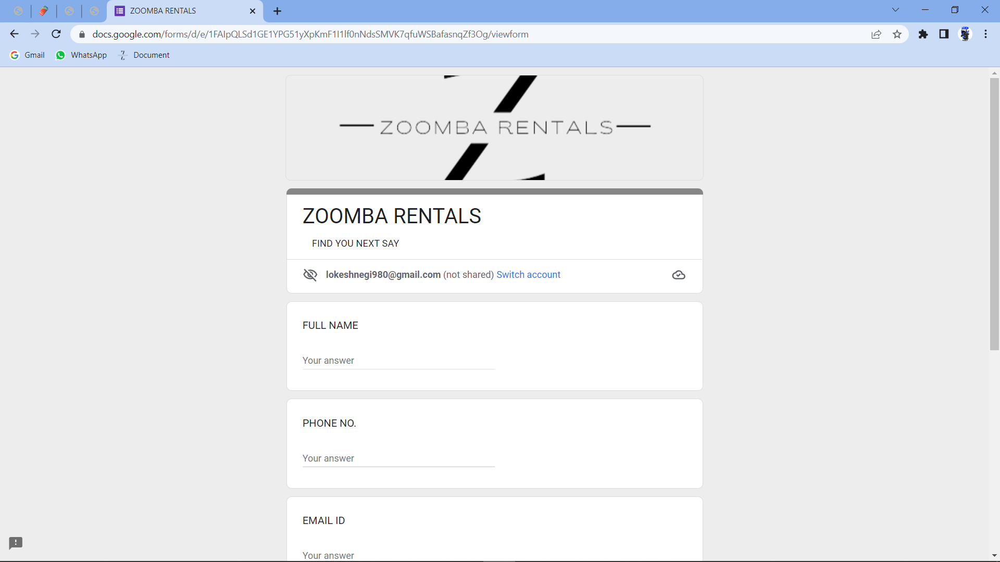 ZOOMBA RENTALS
docs.google.com/forms/d/e/1FAIpQLSd1GE1YPG51yXpKmF1I1lf0nNdsSMVK7qfuWSBafasnqZf3Og/viewform
Gmail WhatsApp Document
ZOOMBA RENTALS
ZOOMBA RENTALS
FIND YOU NEXT SAY
lokeshnegi980@gmail.com (not shared) Switch account
FULL NAME
Your answer
PHONE NO.
Your answer
EMAIL ID
Your answer